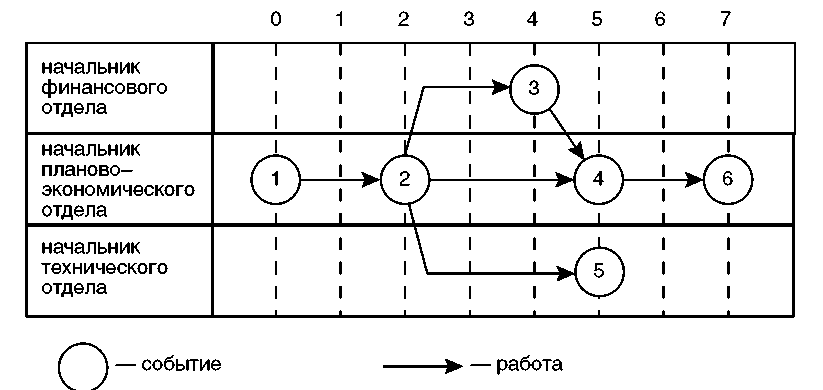 0 1 2 3 4 5 6 7
начальник
финансового
отдела
3
начальник
планово–
экономического
отдела
1 2 4 6
начальник
технического
отдела
5
— событие — работа